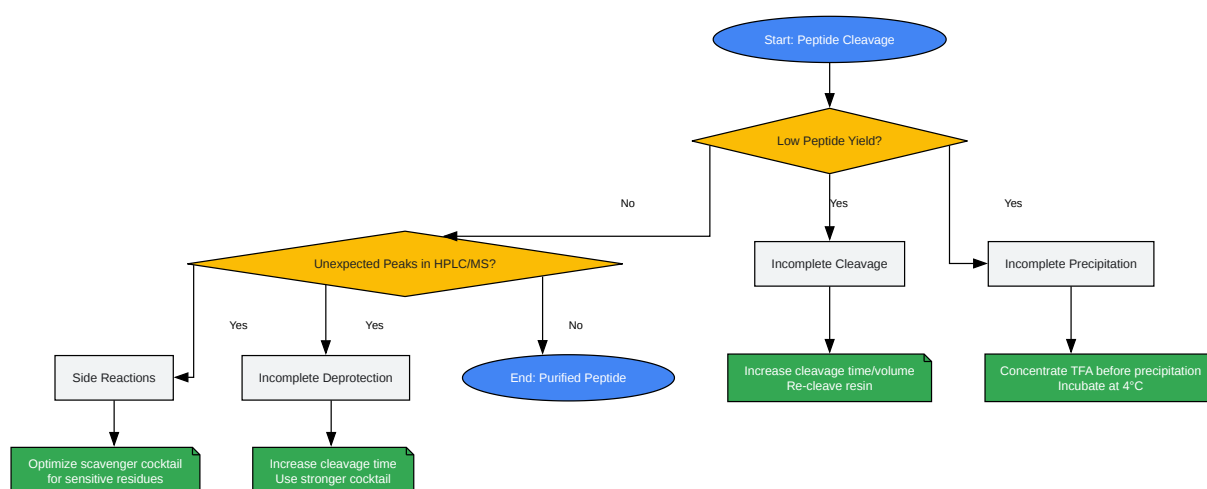 Start: Peptide Cleavage
Low Peptide Yield?
No
Yes
Yes
Unexpected Peaks in HPLC/MS?
Incomplete Cleavage
Incomplete Precipitation
Yes
Yes
No
Side Reactions
Incomplete Deprotection
End: Purified Peptide
Increase cleavage time/volume
Re-cleave resin
Concentrate TFA before precipitation
Incubate at 4°C
Optimize scavenger cocktail
for sensitive residues
Increase cleavage time
Use stronger cocktail